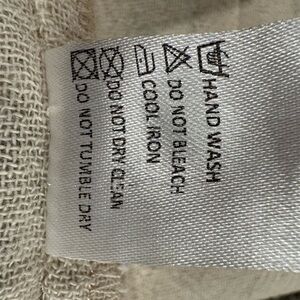 HAND WASH
DO NOT BLEACH
COOL IRON
DO NOT DRY CLEAN
DO NOT TUMBLE DRY